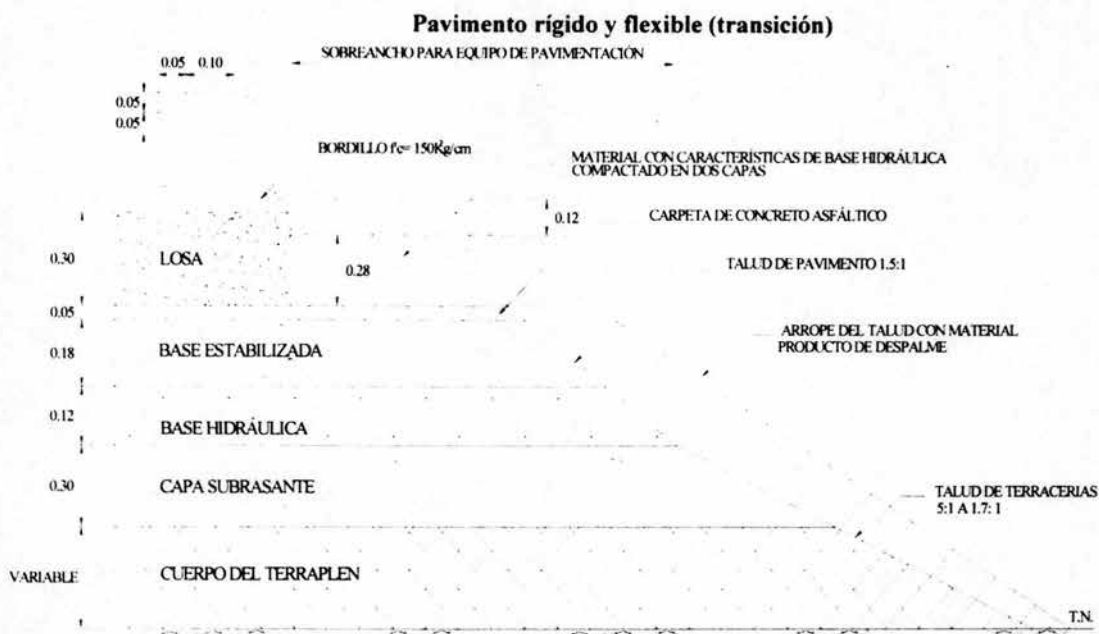 Pavimento rígido y flexible (transición)
SOBREANCHO PARA EQUIPO DE PAVIMENTACIÓN
0.05 0.10
0.05
0.05
BORDILLO f'c= 150Kg/cm²
MATERIAL CON CARACTERÍSTICAS DE BASE HIDRÁULICA
COMPACTADO EN DOS CAPAS
0.12
CARPETA DE CONCRETO ASFÁLTICO
0.30
LOSA
0.28
TALUD DE PAVIMENTO 1.5:1
0.05
ARROPE DEL TALUD CON MATERIAL
PRODUCTO DE DESPALME
0.18
BASE ESTABILIZADA
0.12
BASE HIDRÁULICA
0.30
CAPA SUBRASANTE
TALUD DE TERRACERIAS
5:1 A 1.7: 1
VARIABLE
CUERPO DEL TERRAPLEN
T.N.